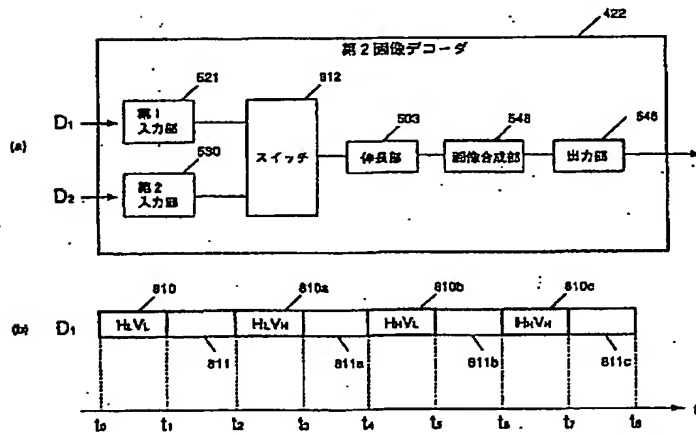 422
第2画像デコーダ
521
812
D₁
第1
入力部
503
548
546
(a)
スイッチ
伸長部
画像合成部
出力部
530
D₂
第2
入力部
810
810a
810b
810c
(b)
D₁
HLVL
HLVH
HHVL
HHVH
811
811a
811b
811c
t₀
t₁
t₂
t₃
t₄
t₅
t₆
t₇
t₈
t